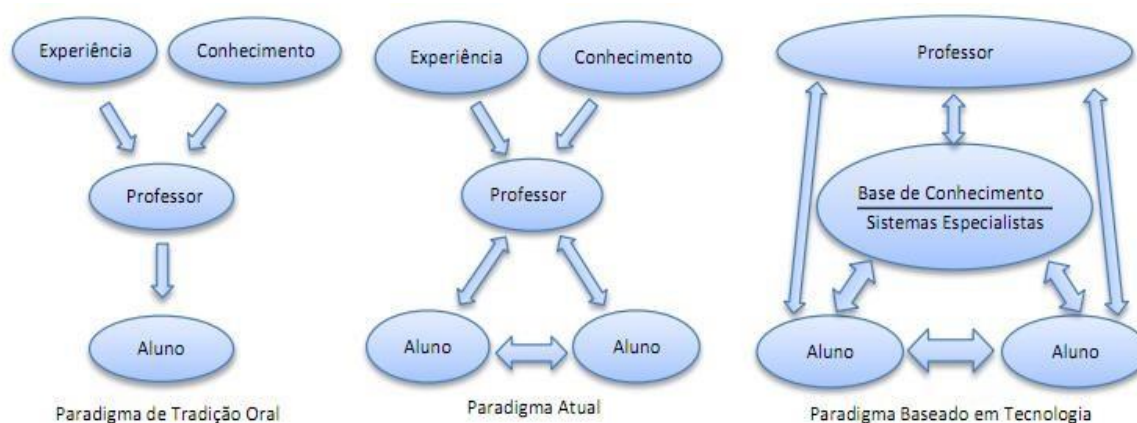 Experiência
Conhecimento
Professor
Aluno
Paradigma de Tradição Oral
Experiência
Conhecimento
Professor
Aluno
Aluno
Paradigma Atual
Professor
Base de Conhecimento
Sistemas Especialistas
Aluno
Aluno
Paradigma Baseado em Tecnologia